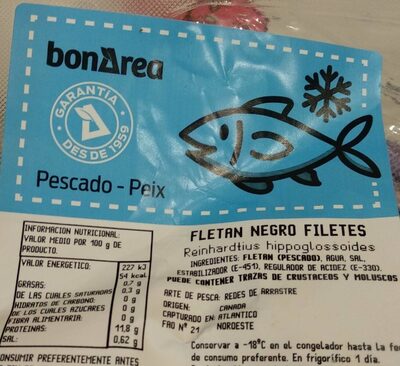 bonÀrea
GARANTÍA
DES DE 1959
Pescado - Peix
INFORMACION NUTRICIONAL:
VALOR MEDIO POR 100 g DE
PRODUCTO.
VALOR ENERGETICO: 227 kJ
54 kcal
GRASAS: 0.7 g
DE LAS CUALES SATURADAS 0.3 g
HIDRATOS DE CARBONO: 0 g
DE LOS CUALES AZUCARES 0 g
FIBRA ALIMENTARIA: 0 g
PROTEINAS: 11.8 g
SAL: 0,62 g
ONSUMIR PREFERENTEMENTE ANTES
FLETAN NEGRO FILETES
Reinhardtius hippoglossoides
INGREDIENTES: FLETAN (PESCADO), AGUA, SAL,
ESTABILIZADOR (E-451), REGULADOR DE ACIDEZ (E-330).
PUEDE CONTENER TRAZAS DE CRUSTACEOS Y MOLUSCOS
ARTE DE PESCA: REDES DE ARRASTRE
ORIGEN: CANADA
CAPTURADO EN: ATLANTICO
FAO Nº 21 NOROESTE
Conservar a -18ºC en el congelador hasta la fe
de consumo preferente. En frigorífico 1 día.